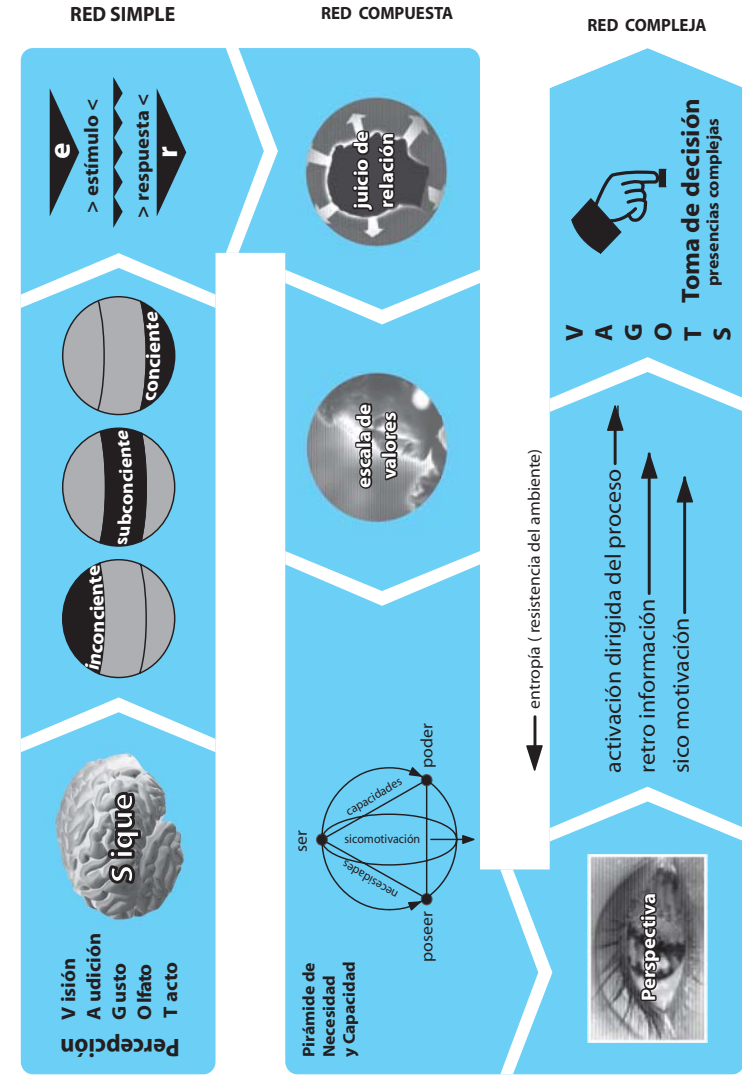 RED SIMPLE
Percepción
V isión
A udición
G usto
O lfato
T acto
S ique
inconciente
subconciente
conciente
e
> estímulo <
> respuesta <
r
RED COMPUESTA
Pirámide de
Necesidad
y Capacidad
ser
poseer
poder
necesidades
capacidades
sicomotivación
escala de
valores
juicio de
relación
RED COMPLEJA
Perspectiva
entropía ( resistencia del ambiente)
activación dirigida del proceso
retro información
sico motivación
V
A
G
O
T
S
Toma de decisión
presencias complejas